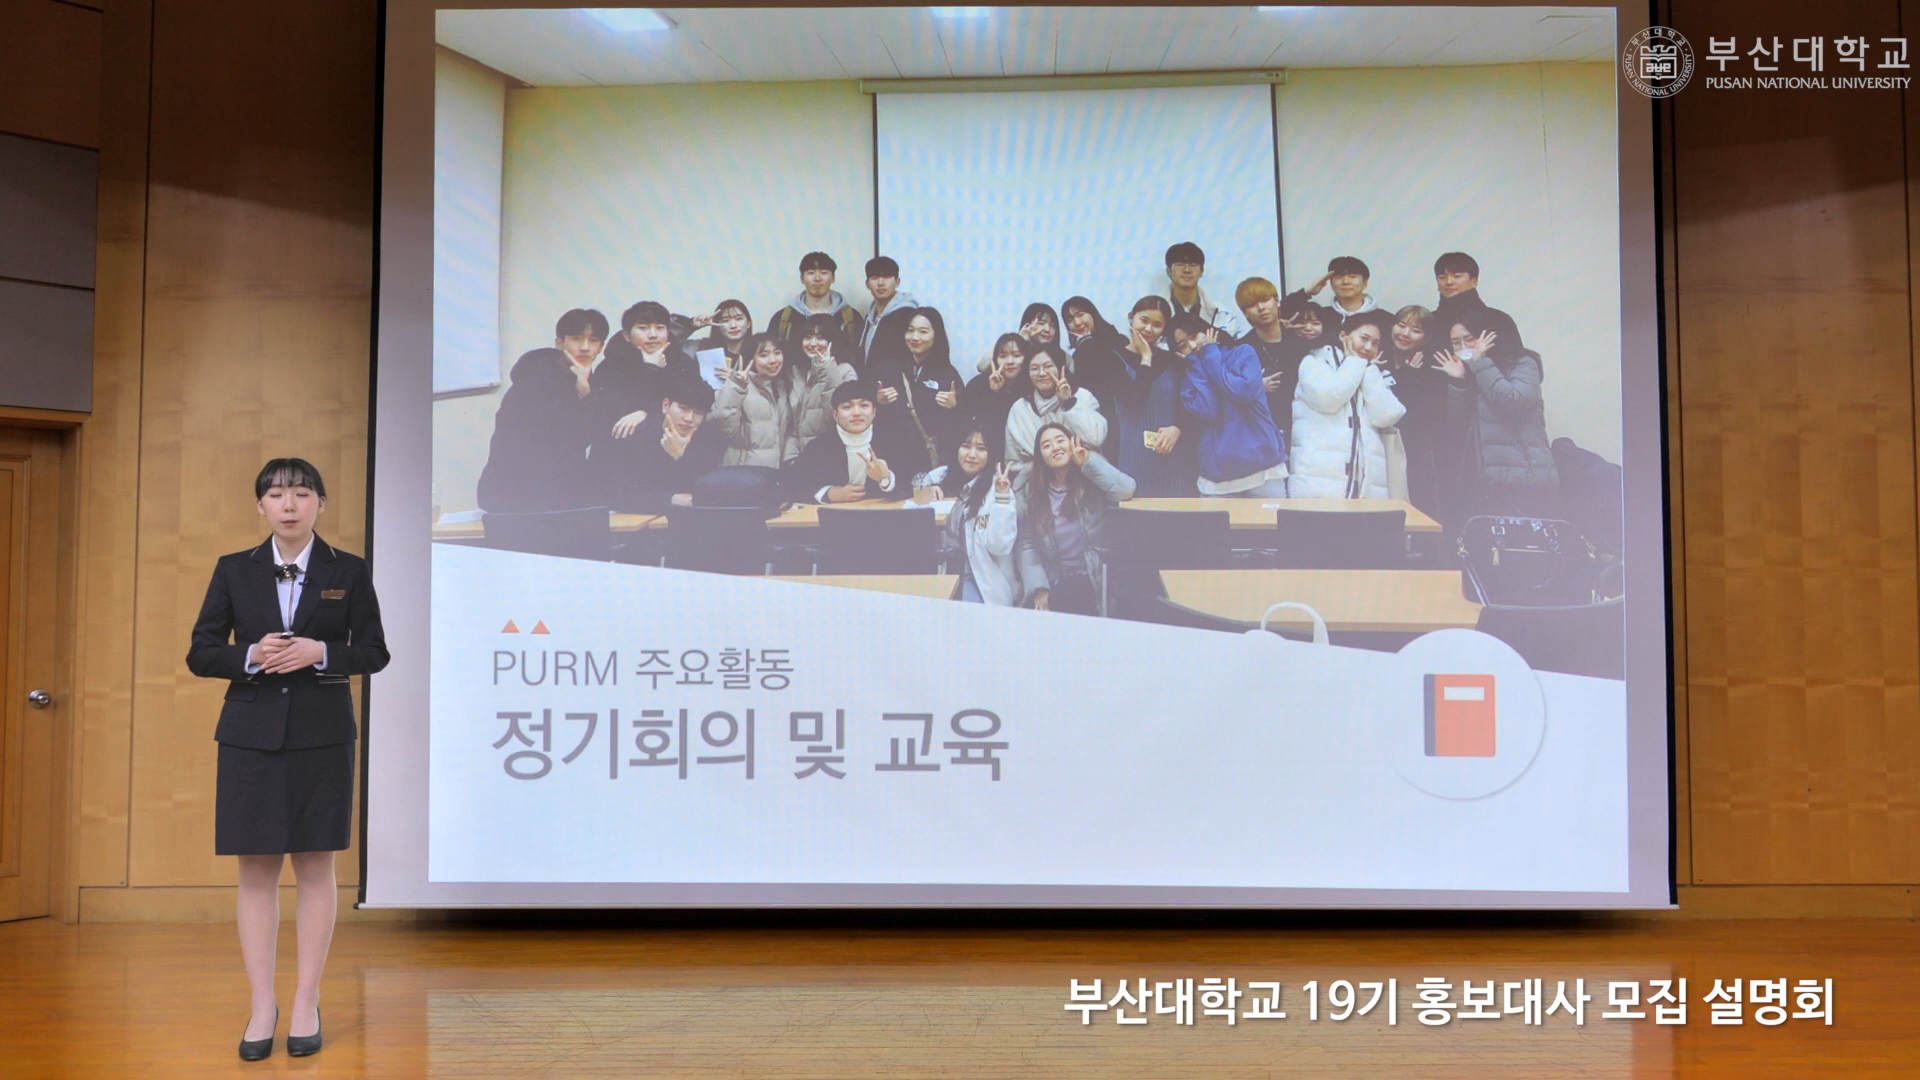 부산대학교
PUSAN NATIONAL UNIVERSITY
PURM 주요활동
정기회의 및 교육
부산대학교 19기 홍보대사 모집 설명회